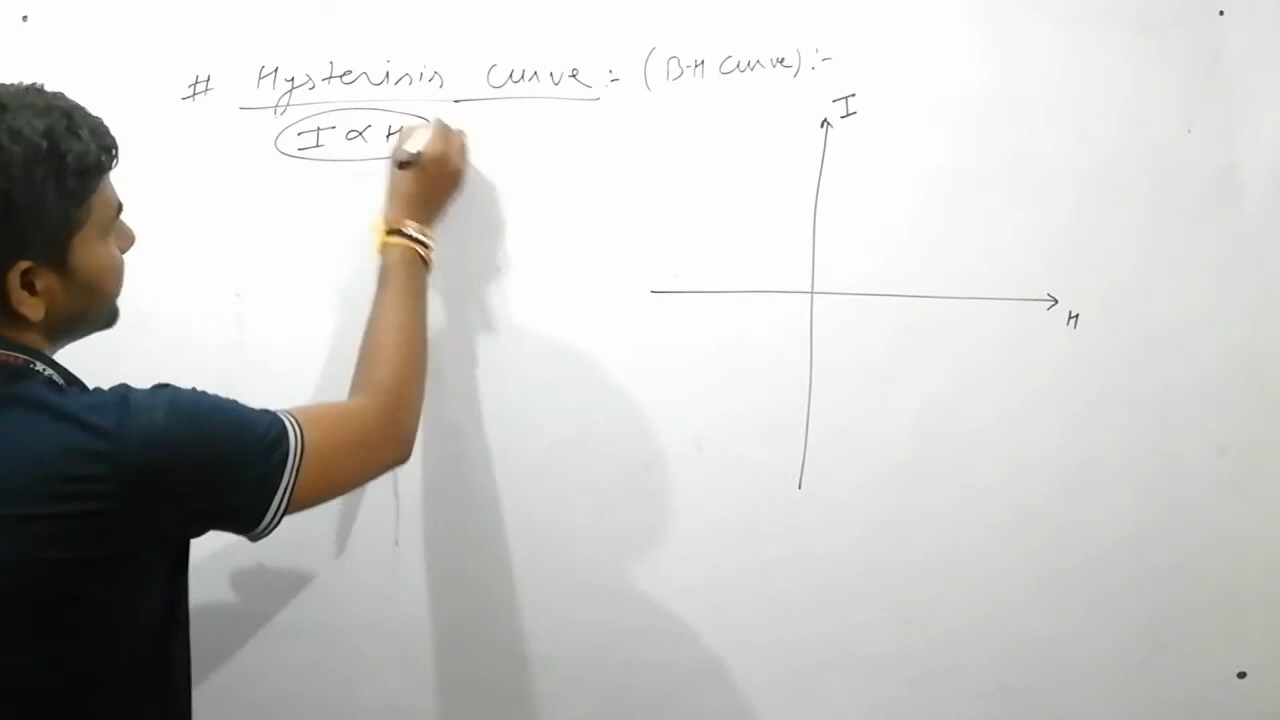 # Hysterisis Curve :- (B-H Curve) :-
I ∝ H
I
H